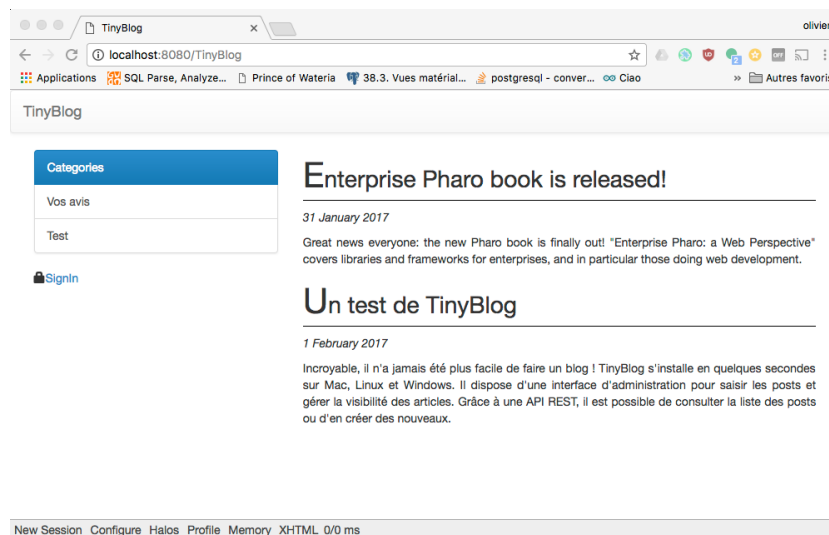 TinyBlog
olivier
localhost:8080/TinyBlog
Applications SQL Parse, Analyze... Prince of Wateria 38.3. Vues matérial... postgresql - conver... Ciao » Autres favoris
TinyBlog
Categories
Vos avis
Test
SignIn
Enterprise Pharo book is released!
31 January 2017
Great news everyone: the new Pharo book is finally out! "Enterprise Pharo: a Web Perspective"
covers libraries and frameworks for enterprises, and in particular those doing web development.
Un test de TinyBlog
1 February 2017
Incroyable, il n'a jamais été plus facile de faire un blog ! TinyBlog s'installe en quelques secondes
sur Mac, Linux et Windows. Il dispose d'une interface d'administration pour saisir les posts et
gérer la visibilité des articles. Grâce à une API REST, il est possible de consulter la liste des posts
ou d'en créer des nouveaux.
New Session Configure Halos Profile Memory XHTML 0/0 ms